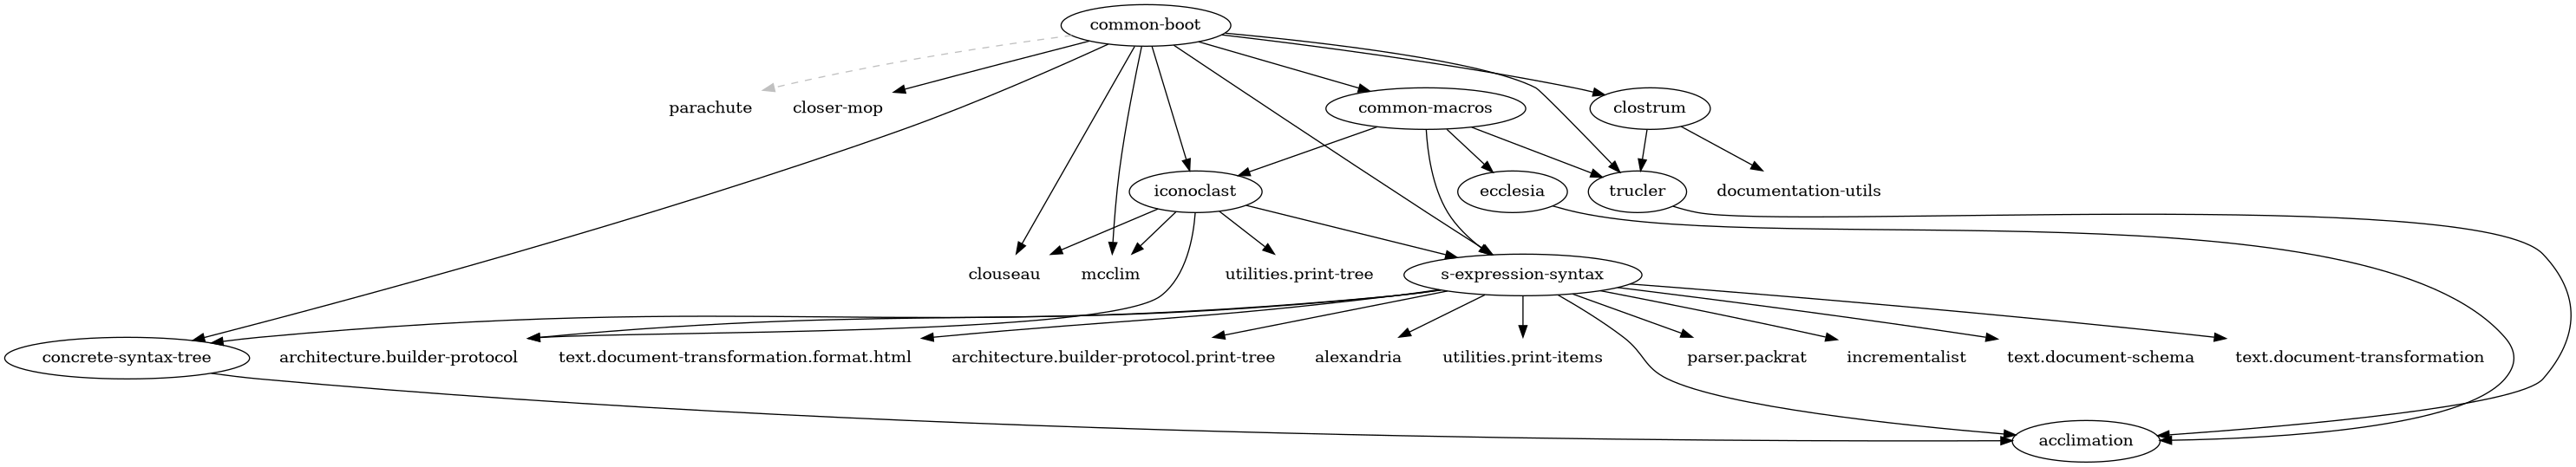 common-boot
parachute
closer-mop
common-macros
clostrum
iconoclast
ecclesia
trucler
documentation-utils
clouseau
mcclim
utilities.print-tree
s-expression-syntax
concrete-syntax-tree
architecture.builder-protocol
text.document-transformation.format.html
architecture.builder-protocol.print-tree
alexandria
utilities.print-items
parser.packrat
incrementalist
text.document-schema
text.document-transformation
acclimation